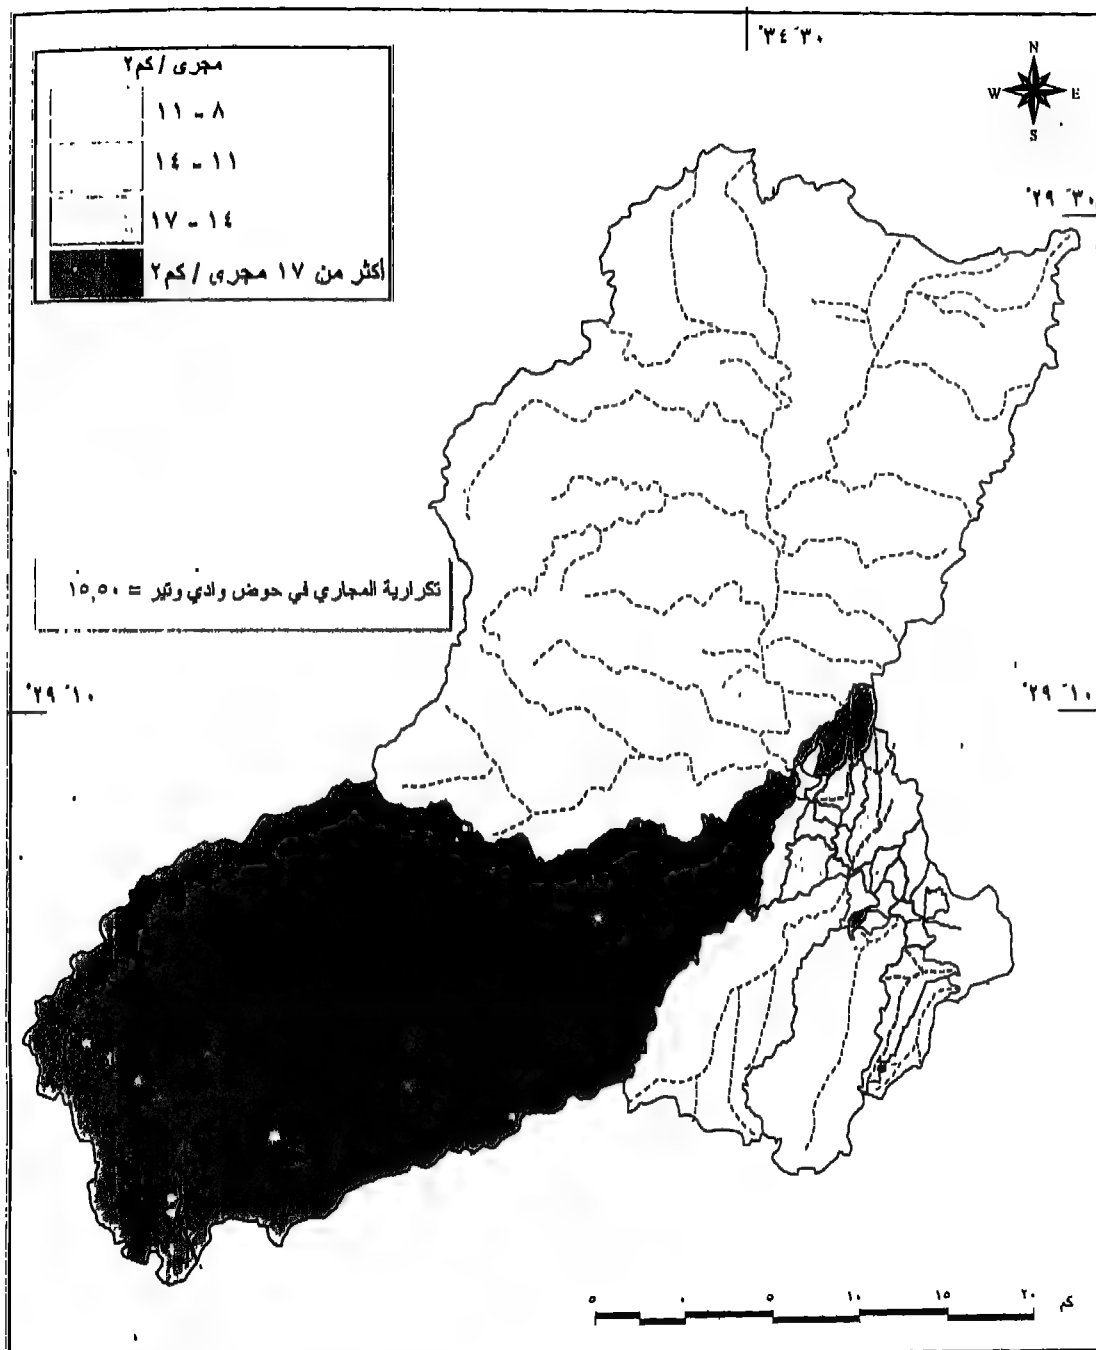 °٣٤ ´٣٠
N
W E
S
مجرى / كم٢
٨ - ١١
١١ - ١٤
١٤ - ١٧
أكثر من ١٧ مجرى / كم٢
°٢٩ ´٣٠
تكرارية المجاري في حوض وادي وتير = ١٥,٥٠
°٢٩ ´١٠
°٢٩ ´١٠
٥ ٠ ٥ ١٠ ١٥ ٢٠ كم